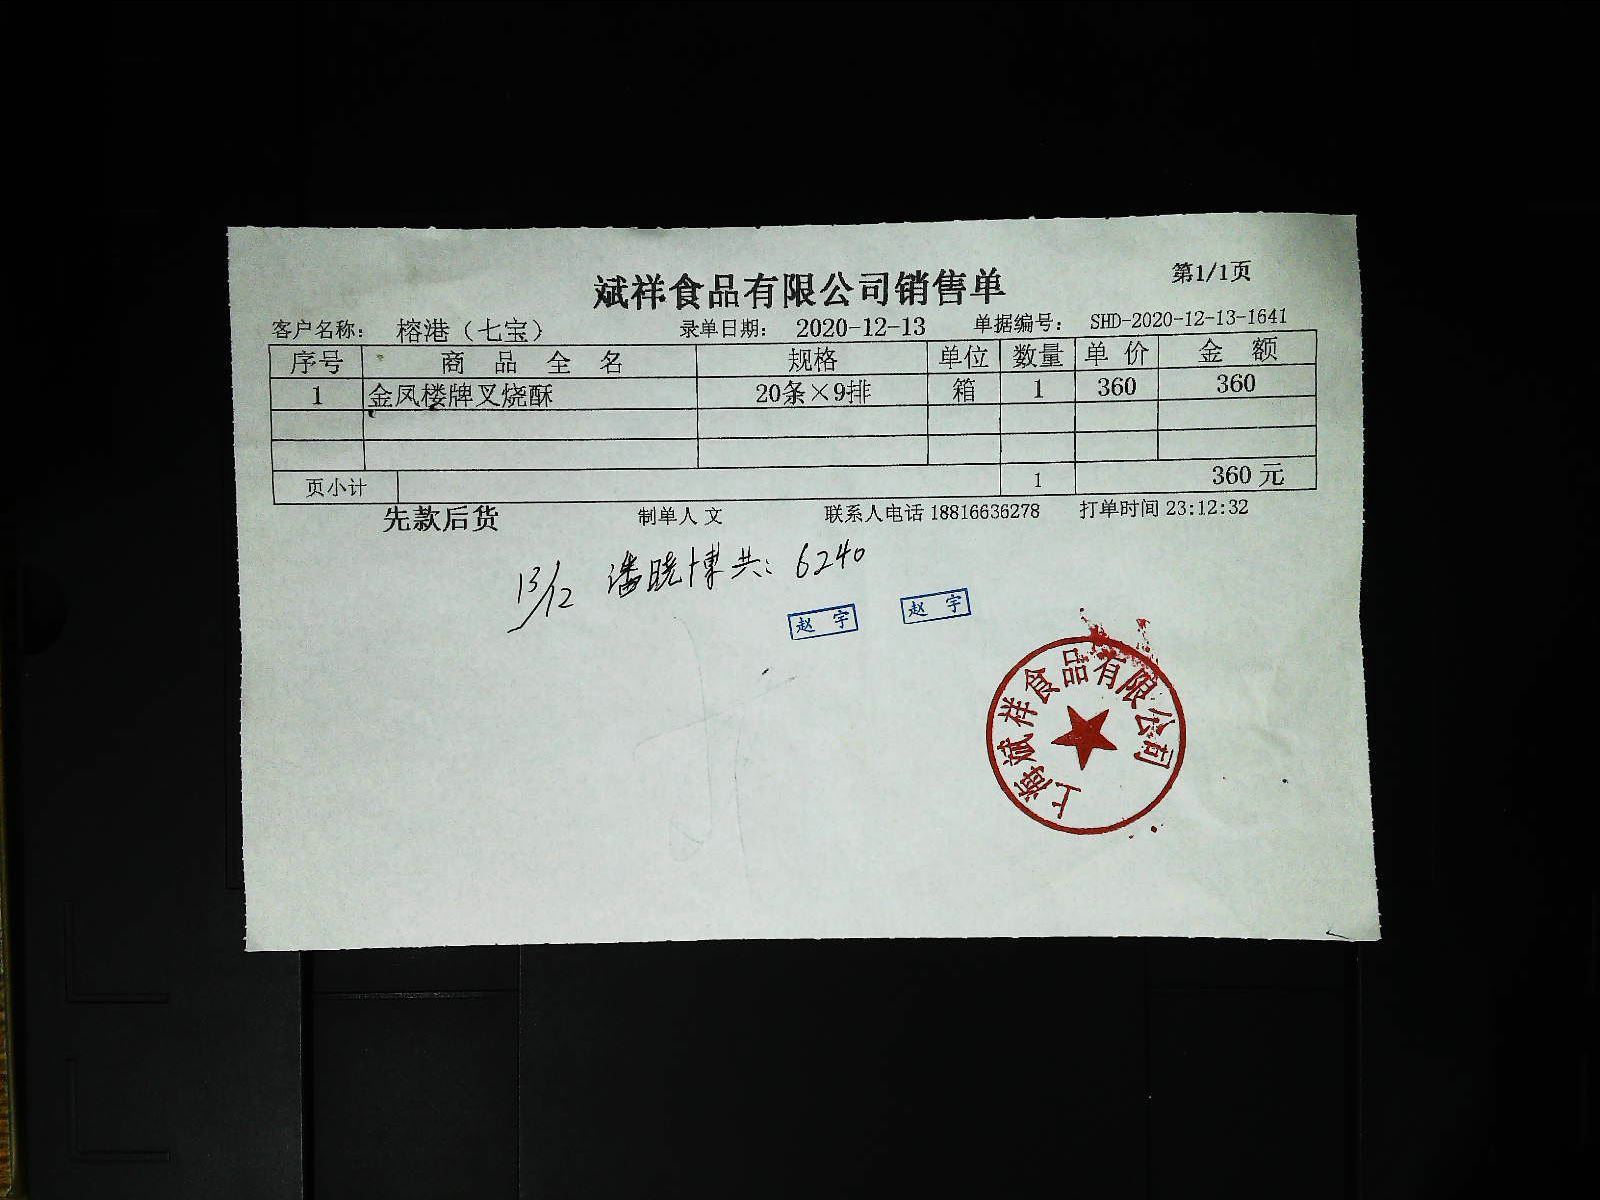 斌祥食品有限公司销售单
第1/1页
客户名称： 榕港（七宝） 录单日期： 2020-12-13 单据编号： SHD-2020-12-13-1641
序号 商品全名 规格 单位 数量 单价 金额
1 金凤楼牌叉烧酥 20条×9排 箱 1 360 360
页小计 1 360元
先款后货 制单人 文 联系人电话 18816636278 打单时间 23:12:32
13/12 潘晓博共：6240
赵宇 赵宇
上海斌祥食品有限公司